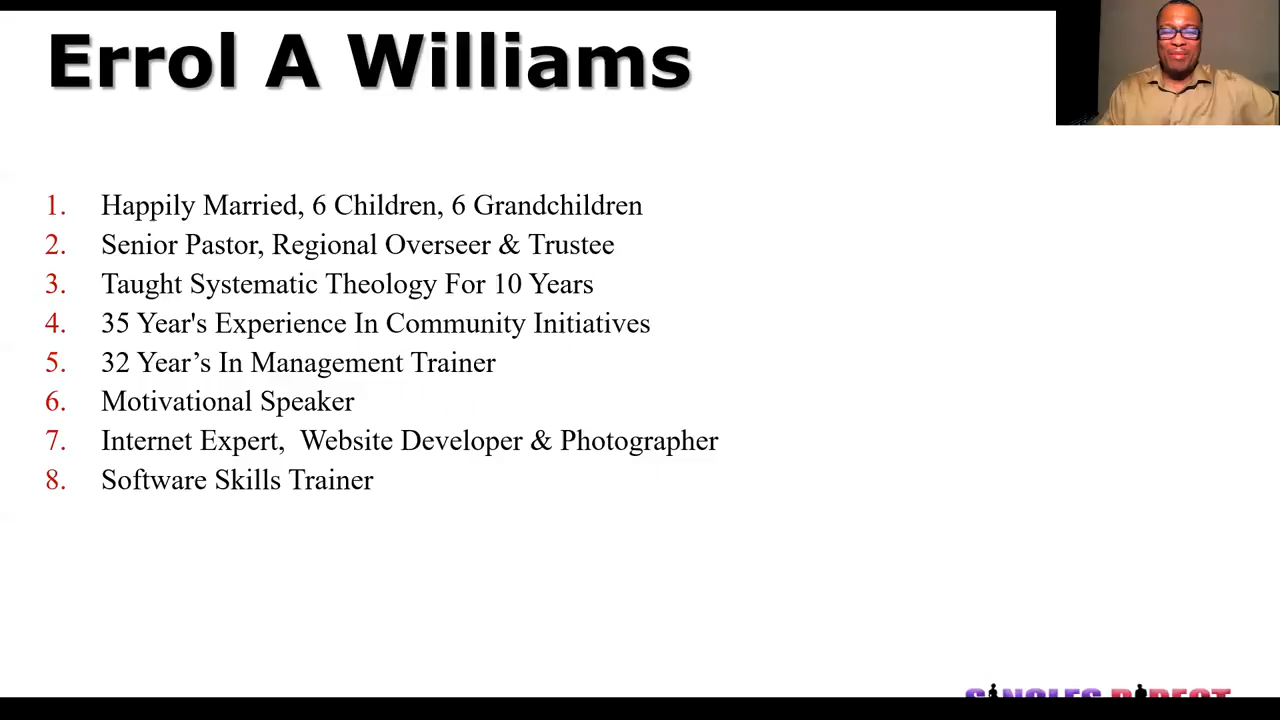 Errol A Williams
1. Happily Married, 6 Children, 6 Grandchildren
2. Senior Pastor, Regional Overseer & Trustee
3. Taught Systematic Theology For 10 Years
4. 35 Year's Experience In Community Initiatives
5. 32 Year’s In Management Trainer
6. Motivational Speaker
7. Internet Expert,  Website Developer & Photographer
8. Software Skills Trainer
SINGLES DIRECT